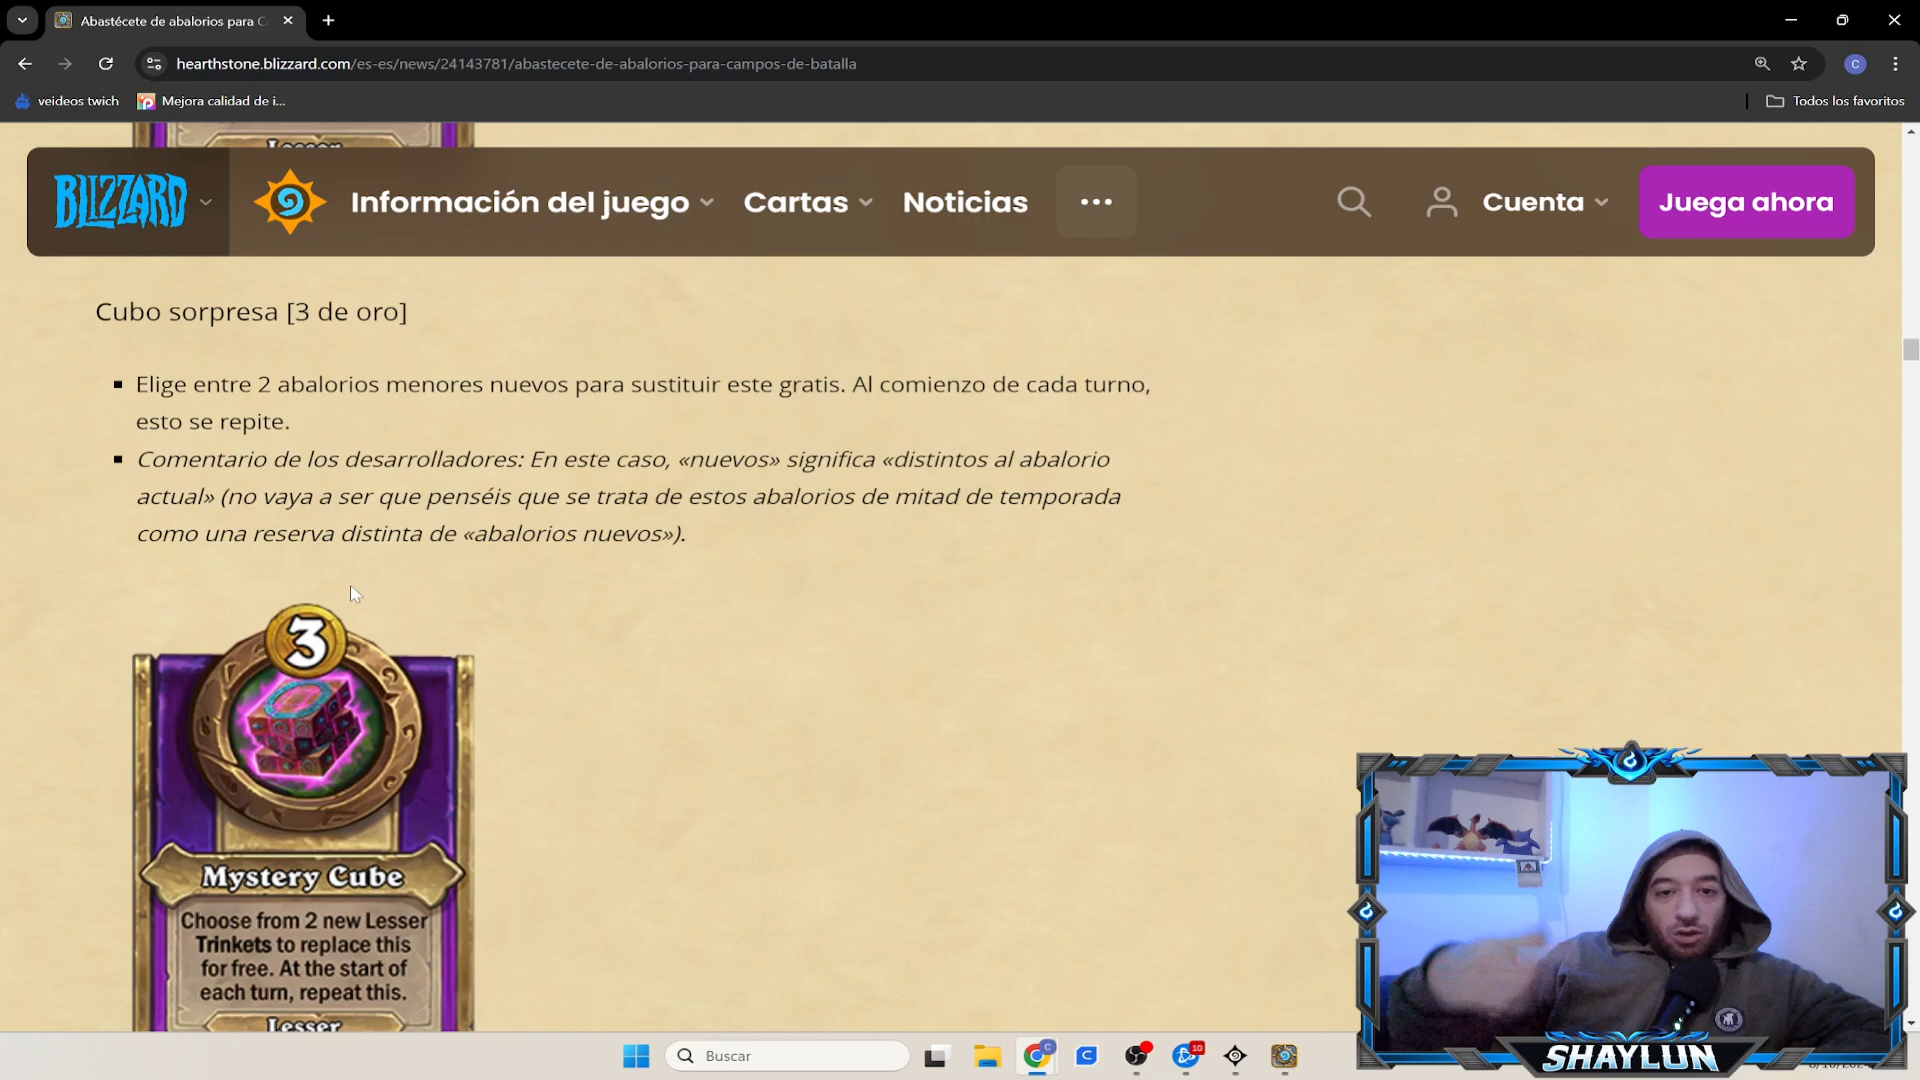 Abastécete de abalorios para C
hearthstone.blizzard.com/es-es/news/24143781/abastecete-de-abalorios-para-campos-de-batalla
C
veideos twich
Mejora calidad de i...
Todos los favoritos
Lesser
BLIZZARD
Información del juego
Cartas
Noticias
Cuenta
Juega ahora
Cubo sorpresa [3 de oro]
Elige entre 2 abalorios menores nuevos para sustituir este gratis. Al comienzo de cada turno,
esto se repite.
Comentario de los desarrolladores: En este caso, «nuevos» significa «distintos al abalorio
actual» (no vaya a ser que penséis que se trata de estos abalorios de mitad de temporada
como una reserva distinta de «abalorios nuevos»).
3
Mystery Cube
Choose from 2 new Lesser
Trinkets to replace this
for free. At the start of
each turn, repeat this.
Lesser
SHAYLUN
Buscar
C
10